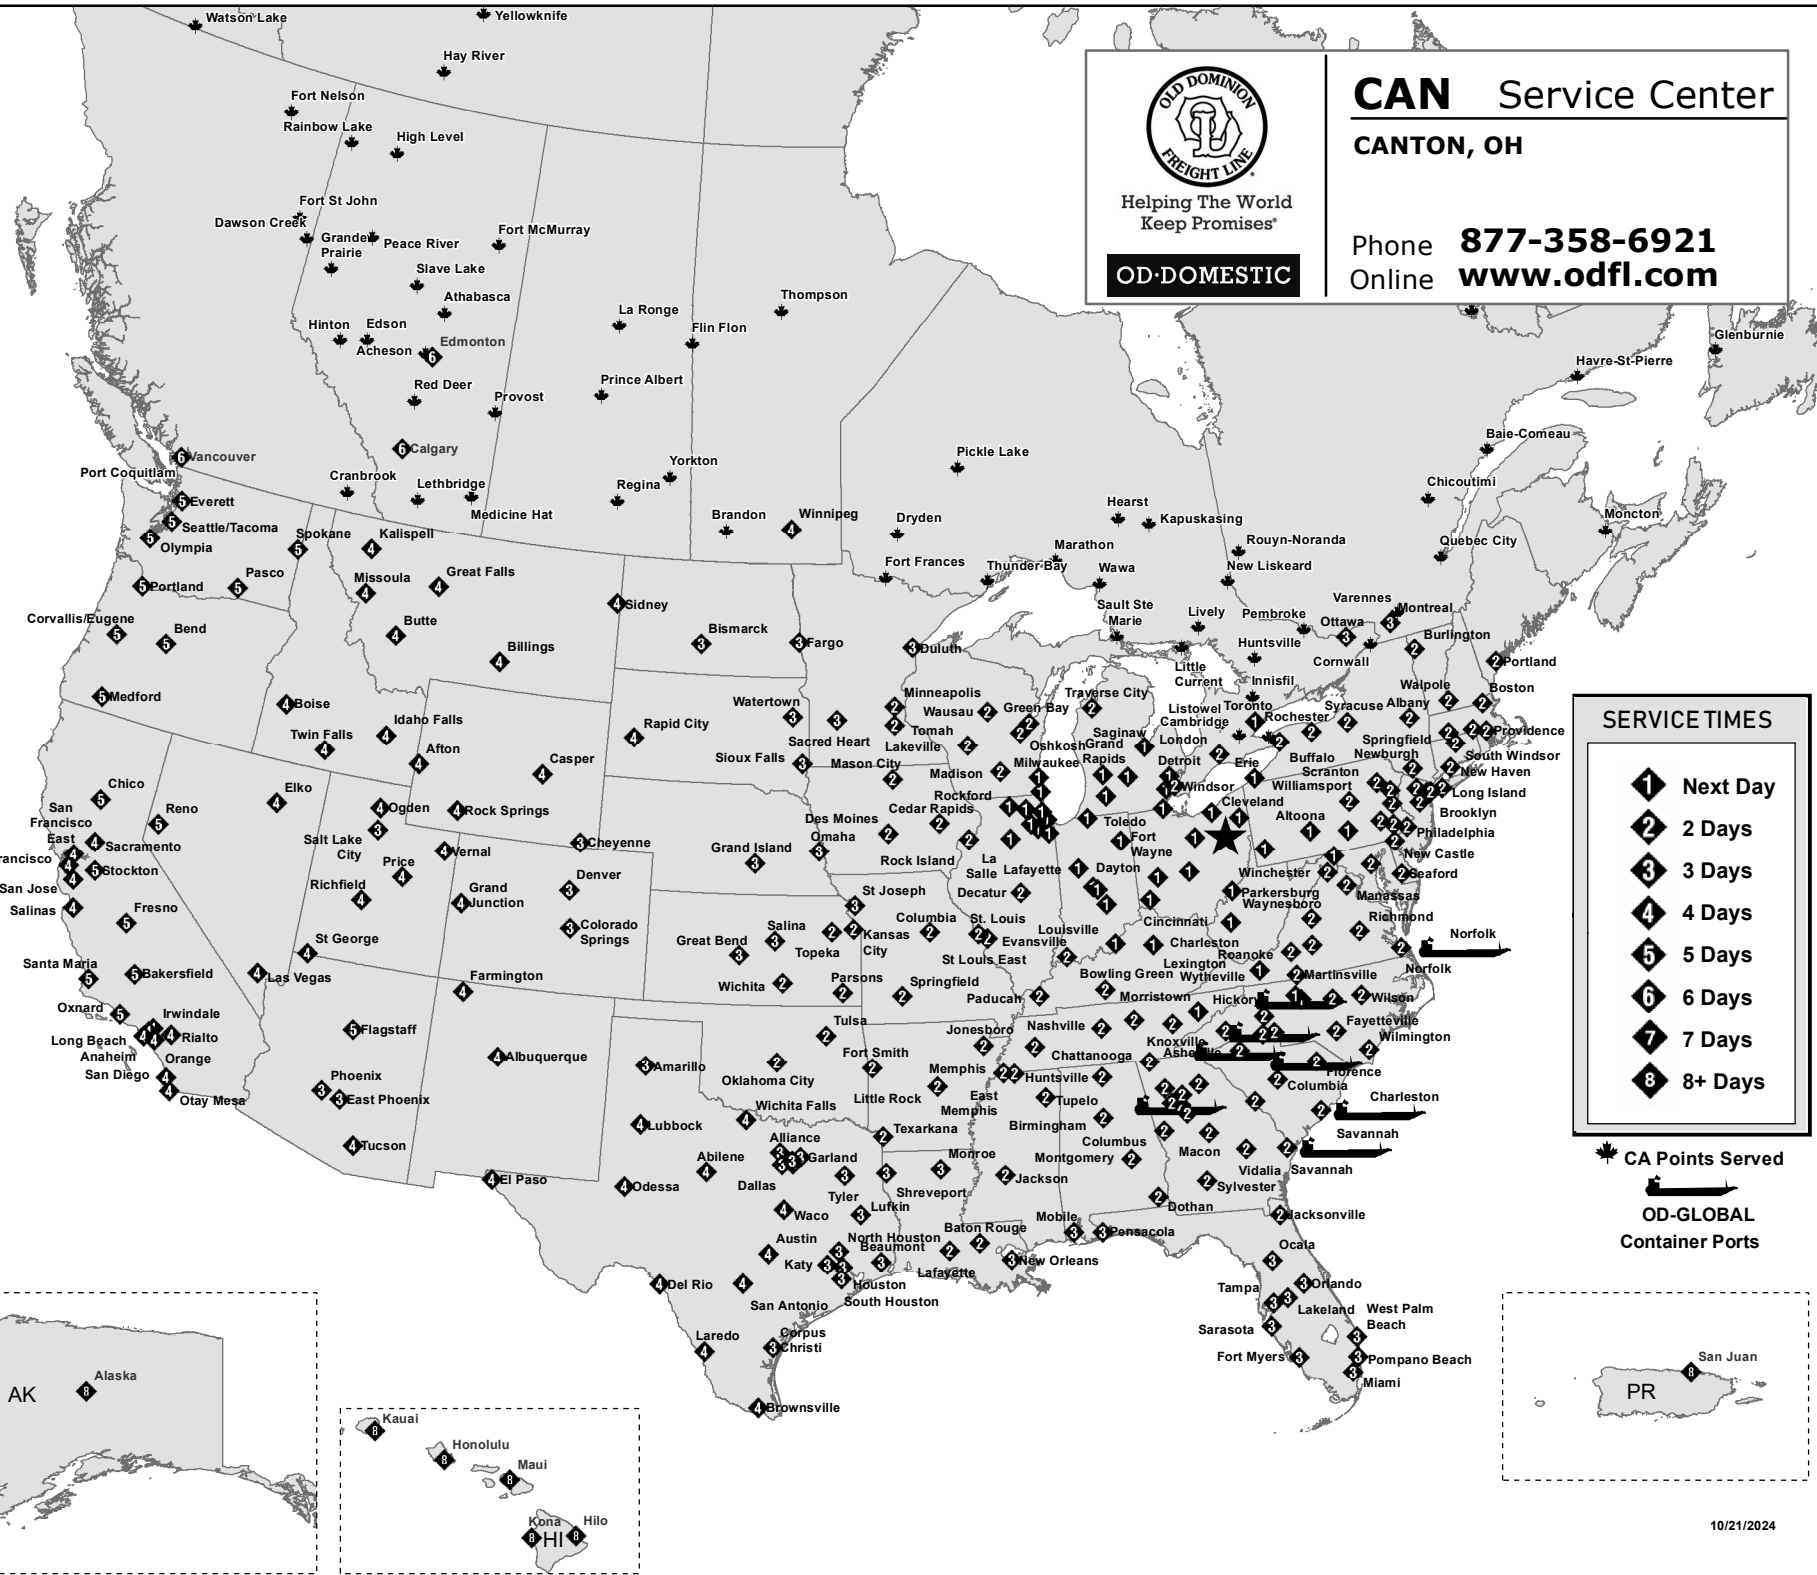 CAN Service Center
CANTON, OH
Phone 877-358-6921
Online www.odfl.com
OLD DOMINION
FREIGHT LINE
Helping The World
Keep Promises®
OD·DOMESTIC
SERVICE TIMES
1 Next Day
2 2 Days
3 3 Days
4 4 Days
5 5 Days
6 6 Days
7 7 Days
8 8+ Days
CA Points Served
OD-GLOBAL
Container Ports
Watson Lake
Yellowknife
Hay River
Fort Nelson
Rainbow Lake
High Level
Fort St John
Dawson Creek
Grande
Prairie
Peace River
Fort McMurray
Slave Lake
Athabasca
Hinton
Edson
Acheson
Edmonton
Red Deer
Provost
Calgary
Vancouver
Port Coquitlam
Cranbrook
Lethbridge
Medicine Hat
La Ronge
Flin Flon
Thompson
Prince Albert
Yorkton
Regina
Brandon
Winnipeg
Pickle Lake
Dryden
Fort Frances
Thunder Bay
Hearst
Kapuskasing
Marathon
Wawa
Sault Ste
Marie
Rouyn-Noranda
New Liskeard
Lively
Pembroke
Huntsville
Little
Current
Innisfil
Listowel
Cambridge
Toronto
London
Windsor
Varennes
Montreal
Ottawa
Cornwall
Glenburnie
Havre-St-Pierre
Baie-Comeau
Chicoutimi
Moncton
Quebec City
Everett
Seattle/Tacoma
Olympia
Spokane
Kalispell
Portland
Pasco
Missoula
Great Falls
Corvallis/Eugene
Bend
Butte
Billings
Sidney
Bismarck
Fargo
Duluth
Medford
Boise
Idaho Falls
Twin Falls
Afton
Casper
Rapid City
Watertown
Sacred Heart
Sioux Falls
Minneapolis
Wausau
Green Bay
Tomah
Lakeville
Oshkosh
Mason City
Madison
Milwaukee
Rockford
Traverse City
Saginaw
Grand
Rapids
Detroit
Chico
San
Francisco
East
Reno
Elko
Ogden
Rock Springs
Salt Lake
City
Vernal
Cheyenne
Sacramento
Stockton
San Jose
Salinas
Fresno
Price
Richfield
Grand
Junction
Denver
Colorado
Springs
St George
Santa Maria
Bakersfield
Las Vegas
Farmington
Oxnard
Irwindale
Rialto
Long Beach
Anaheim
Orange
San Diego
Otay Mesa
Flagstaff
Phoenix
East Phoenix
Tucson
Albuquerque
El Paso
Grand Island
Omaha
Des Moines
Cedar Rapids
Rock Island
La
Salle
Lafayette
Decatur
St Joseph
Columbia
St. Louis
St Louis East
Kansas
City
Topeka
Salina
Great Bend
Wichita
Parsons
Springfield
Paducah
Evansville
Louisville
Toledo
Fort
Wayne
Dayton
Cincinnati
Cleveland
Erie
Buffalo
Rochester
Syracuse
Albany
Burlington
Portland
Walpole
Boston
Providence
Springfield
South Windsor
Newburgh
New Haven
Scranton
Williamsport
Long Island
Brooklyn
Altoona
Philadelphia
New Castle
Seaford
Winchester
Manassas
Parkersburg
Waynesboro
Richmond
Norfolk
Norfolk
Charleston
Lexington
Roanoke
Wytheville
Martinsville
Bowling Green
Morristown
Hickory
Wilson
Fayetteville
Wilmington
Nashville
Knoxville
Asheville
Chattanooga
Florence
Columbia
Charleston
Savannah
Savannah
Jonesboro
Tulsa
Fort Smith
Memphis
East
Memphis
Huntsville
Tupelo
Little Rock
Oklahoma City
Amarillo
Wichita Falls
Lubbock
Texarkana
Birmingham
Columbus
Montgomery
Macon
Vidalia
Sylvester
Dothan
Alliance
Garland
Dallas
Abilene
Odessa
Tyler
Monroe
Jackson
Shreveport
Lufkin
Waco
Austin
North Houston
Beaumont
Katy
Houston
South Houston
Baton Rouge
Lafayette
New Orleans
Mobile
Pensacola
Jacksonville
Ocala
Tampa
Orlando
Lakeland
West Palm
Beach
Sarasota
Fort Myers
Pompano Beach
Miami
Del Rio
San Antonio
Laredo
Corpus
Christi
Brownsville
AK
Alaska
Kauai
Honolulu
Maui
Kona
Hilo
HI
San Juan
PR
10/21/2024